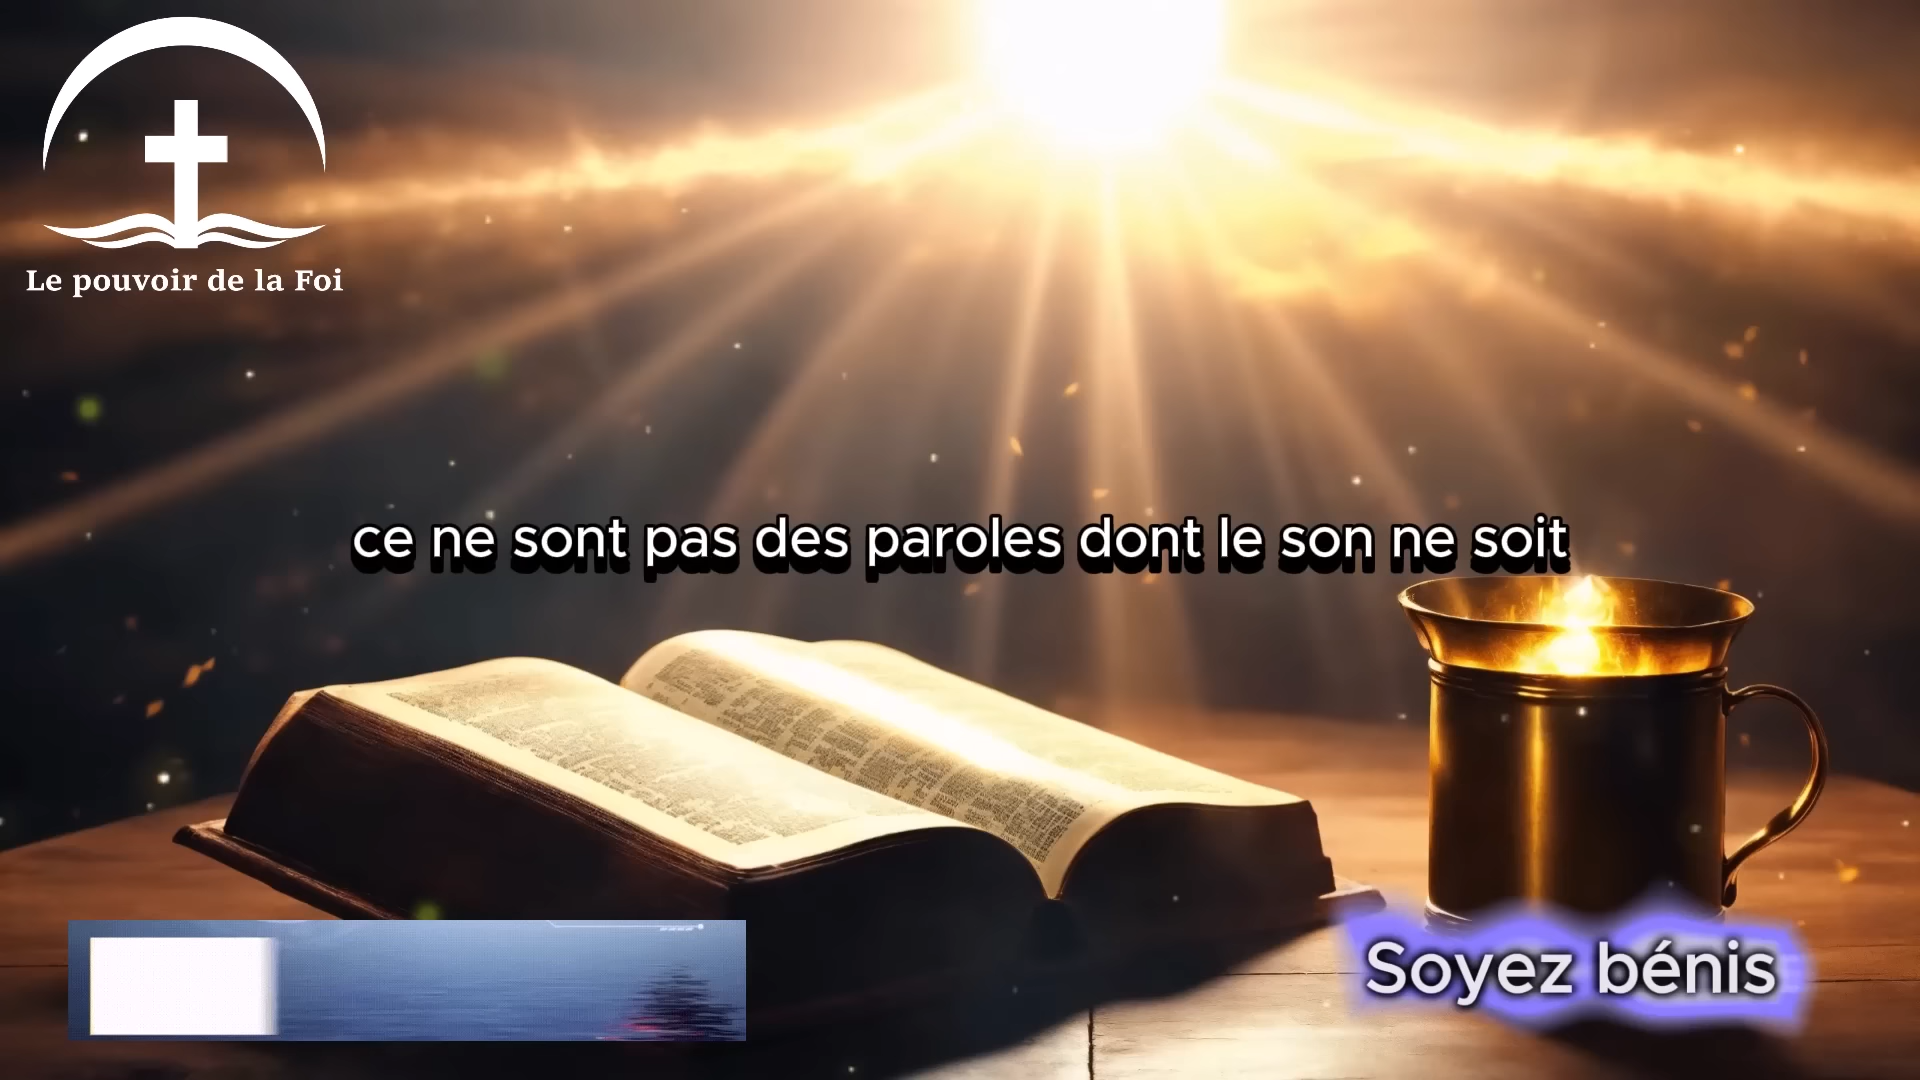 Le pouvoir de la Foi
ce ne sont pas des paroles dont le son ne soit
Soyez bénis